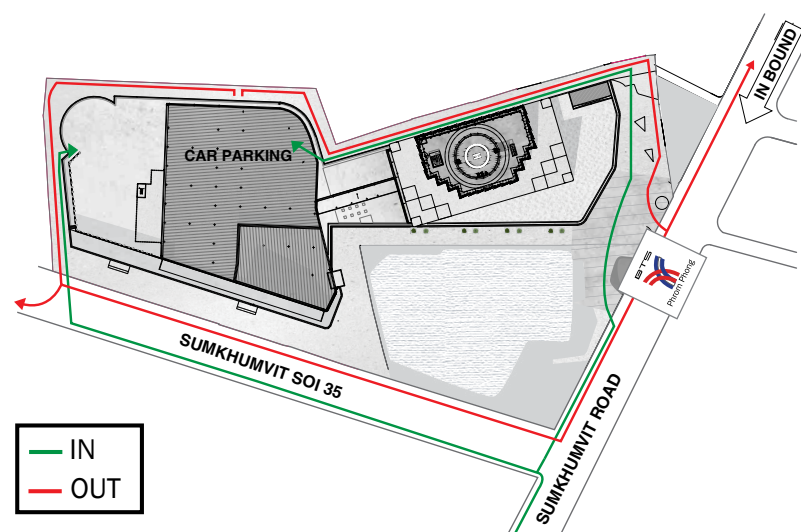 IN BOUND
CAR PARKING
BTS
Phrom Phong
SUMKHUMVIT SOI 35
SUMKHUMVIT ROAD
IN
OUT